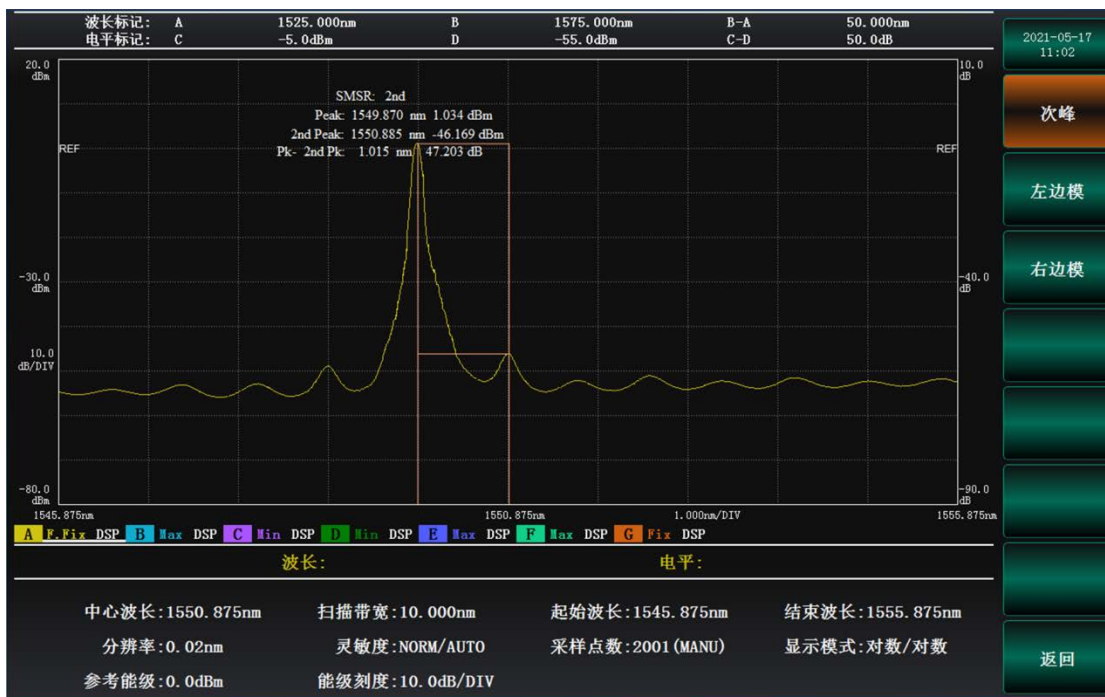 波长标记: A 1525.000nm B 1575.000nm B-A 50.000nm
电平标记: C -5.0dBm D -55.0dBm C-D 50.0dB
2021-05-17
11:02
20.0
dBm
10.0
dB
SMSR: 2nd
Peak: 1549.870 nm 1.034 dBm
2nd Peak: 1550.885 nm -46.169 dBm
Pk- 2nd Pk: 1.015 nm 47.203 dB
REF
REF
次峰
左边模
右边模
-30.0
dBm
-40.0
dB
10.0
dB/DIV
-80.0
dBm
-90.0
dB
1545.875nm 1550.875nm 1.000nm/DIV 1555.875nm
A F.Fix DSP B Max DSP C Min DSP D Min DSP E Max DSP F Max DSP G Fix DSP
波长: 电平:
中心波长:1550.875nm 扫描带宽:10.000nm 起始波长:1545.875nm 结束波长:1555.875nm
分辨率:0.02nm 灵敏度:NORM/AUTO 采样点数:2001(MANU) 显示模式:对数/对数
参考能级:0.0dBm 能级刻度:10.0dB/DIV
返回